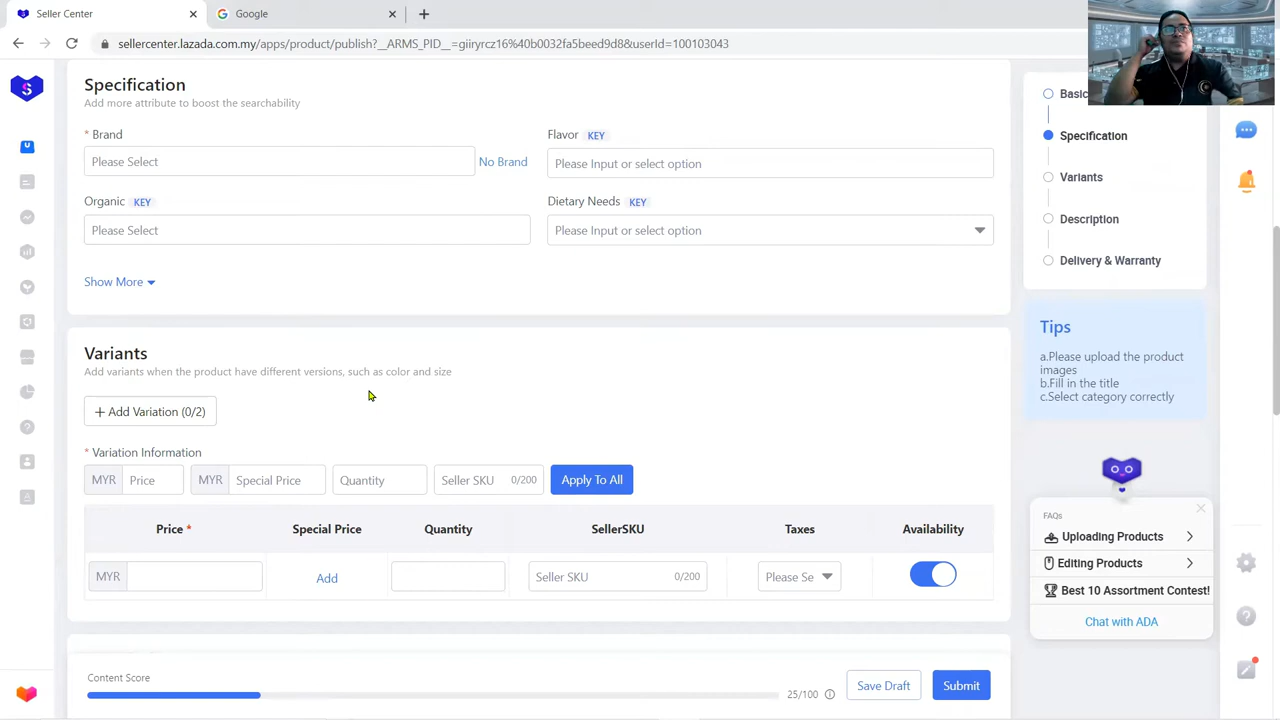 Seller Center
Google
sellercenter.lazada.com.my/apps/product/publish?__ARMS_PID__=giiryrcz16%40b0032fa5beed9d8&userId=100103043
Specification
Add more attribute to boost the searchability
* Brand
Flavor KEY
Please Select
No Brand
Please Input or select option
Organic KEY
Dietary Needs KEY
Please Select
Please Input or select option
Show More
Variants
Add variants when the product have different versions, such as color and size
+ Add Variation (0/2)
* Variation Information
MYR Price
MYR Special Price
Quantity
Seller SKU 0/200
Apply To All
Price *
Special Price
Quantity
SellerSKU
Taxes
Availability
MYR
Add
Seller SKU 0/200
Please Se
Content Score
25/100
Save Draft
Submit
Basic
Specification
Variants
Description
Delivery & Warranty
Tips
a.Please upload the product
images
b.Fill in the title
c.Select category correctly
FAQs
Uploading Products
Editing Products
Best 10 Assortment Contest!
Chat with ADA